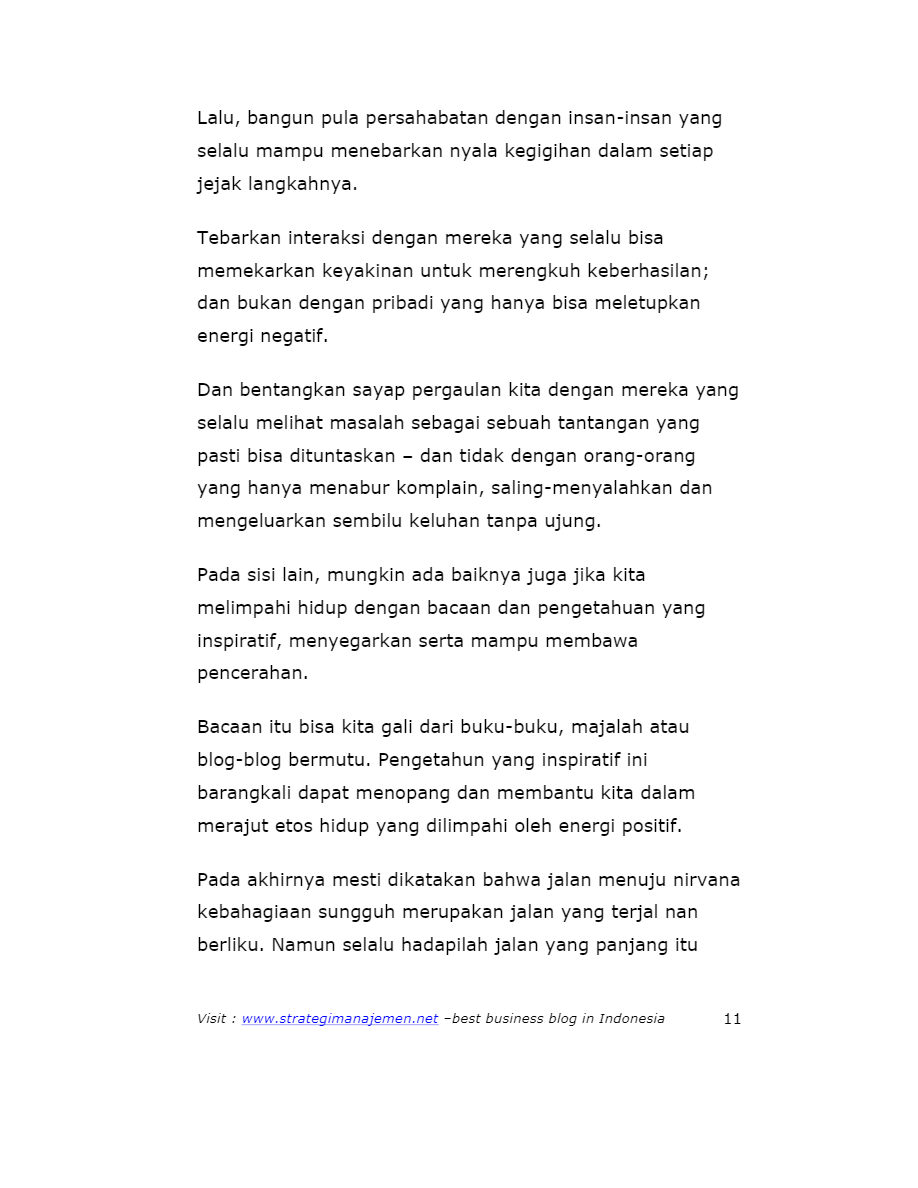 Lalu, bangun pula persahabatan dengan insan-insan yang
selalu mampu menebarkan nyala kegigihan dalam setiap
jejak langkahnya.
Tebarkan interaksi dengan mereka yang selalu bisa
memekarkan keyakinan untuk merengkuh keberhasilan;
dan bukan dengan pribadi yang hanya bisa meletupkan
energi negatif.
Dan bentangkan sayap pergaulan kita dengan mereka yang
selalu melihat masalah sebagai sebuah tantangan yang
pasti bisa dituntaskan – dan tidak dengan orang-orang
yang hanya menabur komplain, saling-menyalahkan dan
mengeluarkan sembilu keluhan tanpa ujung.
Pada sisi lain, mungkin ada baiknya juga jika kita
melimpahi hidup dengan bacaan dan pengetahuan yang
inspiratif, menyegarkan serta mampu membawa
pencerahan.
Bacaan itu bisa kita gali dari buku-buku, majalah atau
blog-blog bermutu. Pengetahun yang inspiratif ini
barangkali dapat menopang dan membantu kita dalam
merajut etos hidup yang dilimpahi oleh energi positif.
Pada akhirnya mesti dikatakan bahwa jalan menuju nirvana
kebahagiaan sungguh merupakan jalan yang terjal nan
berliku. Namun selalu hadapilah jalan yang panjang itu
Visit : www.strategimanajemen.net –best business blog in Indonesia 11